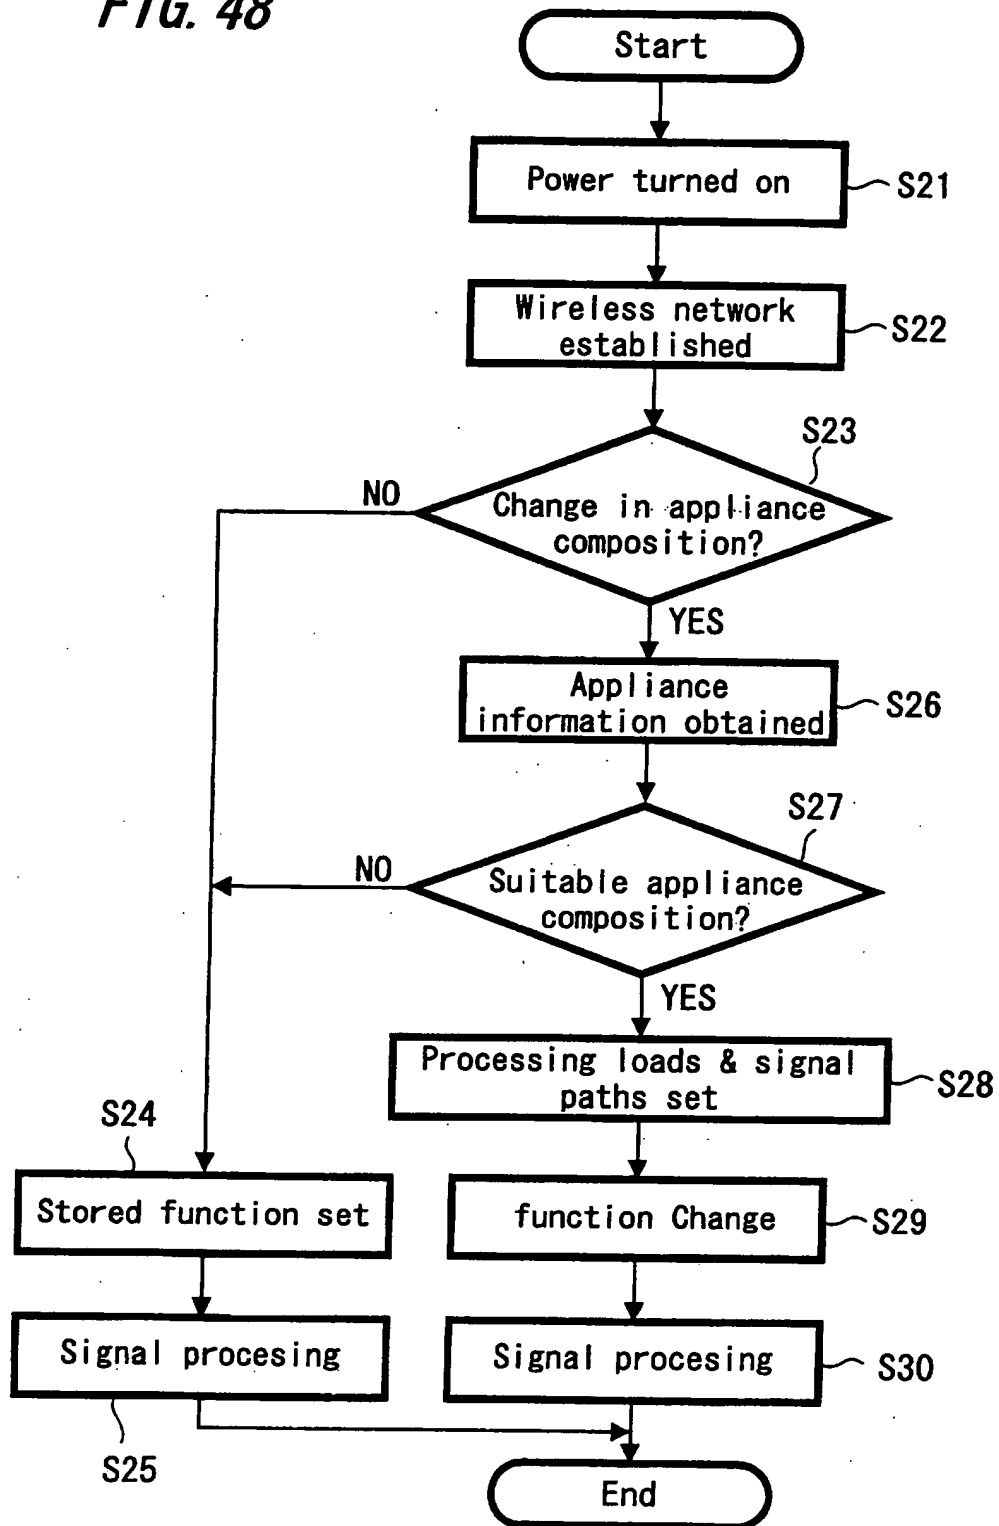 FIG. 48
Start
Power turned on
S21
Wireless network
established
S22
S23
NO
Change in appliance
composition?
YES
Appliance
information obtained
S26
S27
NO
Suitable appliance
composition?
YES
Processing loads & signal
paths set
S28
S24
Stored function set
function Change
S29
Signal procesing
Signal procesing
S30
S25
End